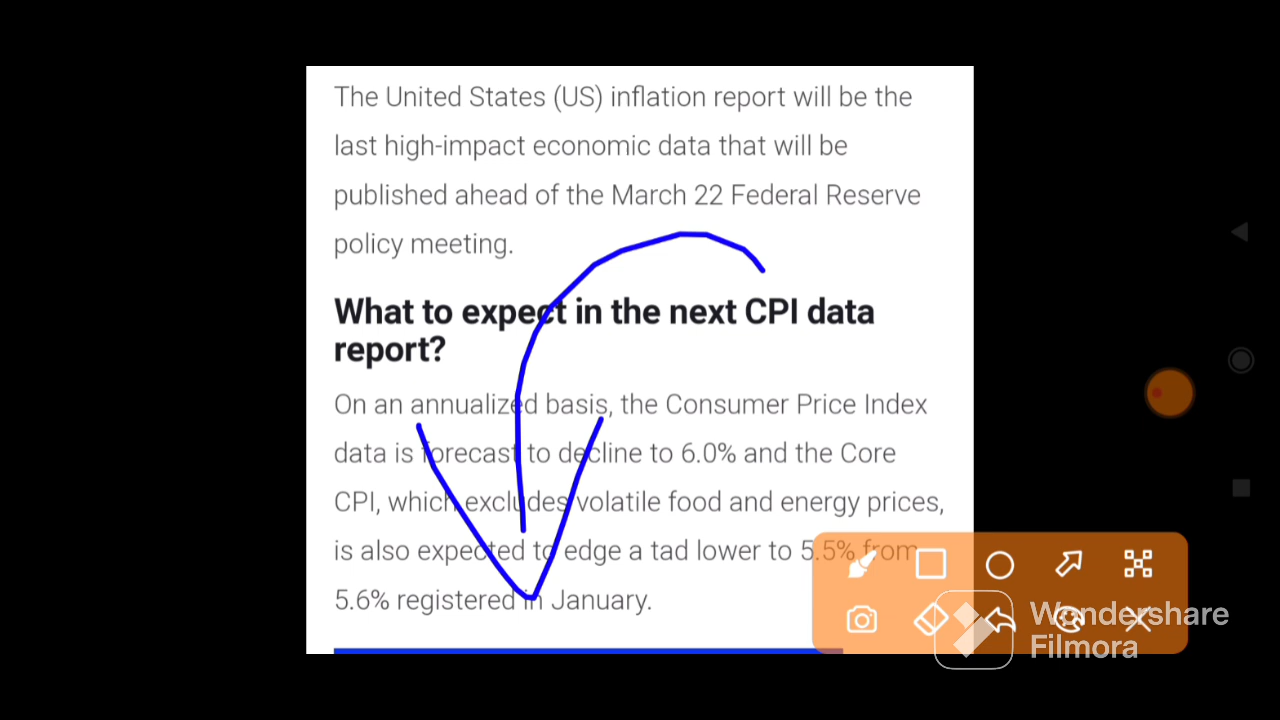 The United States (US) inflation report will be the
last high-impact economic data that will be
published ahead of the March 22 Federal Reserve
policy meeting.
What to expect in the next CPI data
report?
On an annualized basis, the Consumer Price Index
data is forecast to decline to 6.0% and the Core
CPI, which excludes volatile food and energy prices,
is also expected to edge a tad lower to 5.5% from
5.6% registered in January.
Wondershare
Filmora